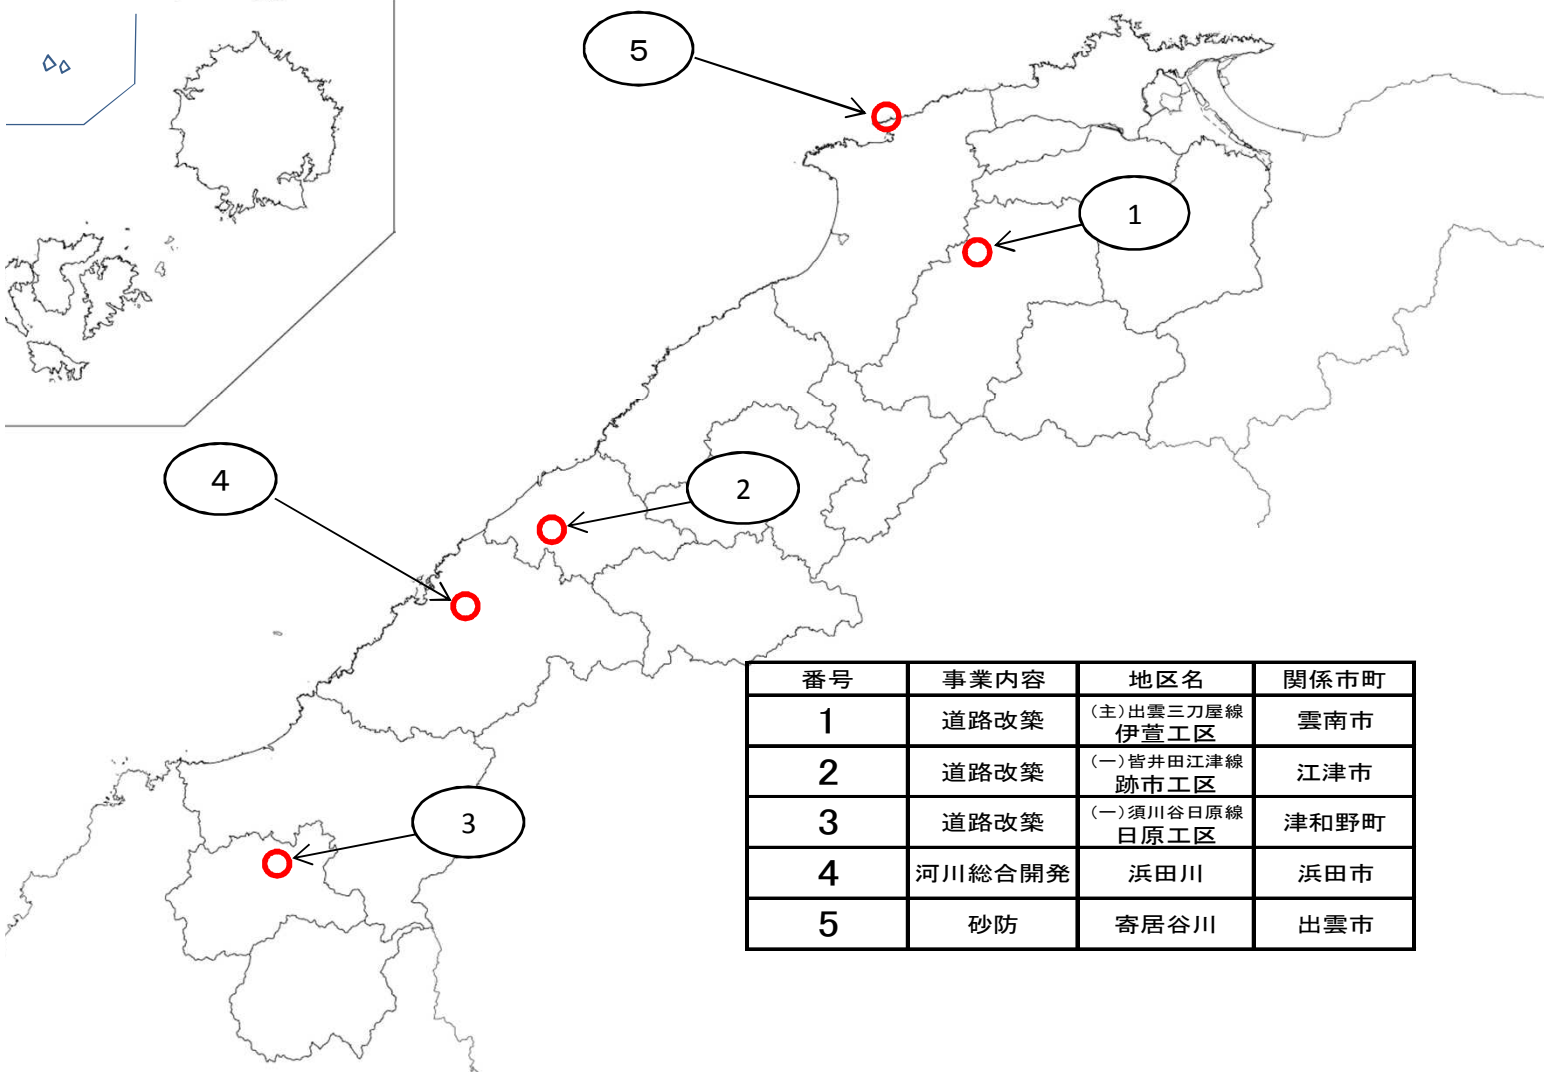 5
1
4
2
3
番号 事業内容 地区名 関係市町
1 道路改築 (主)出雲三刀屋線 雲南市
伊萱工区
2 道路改築 (一)皆井田江津線 江津市
跡市工区
3 道路改築 (一)須川谷日原線 津和野町
日原工区
4 河川総合開発 浜田川 浜田市
5 砂防 寄居谷川 出雲市